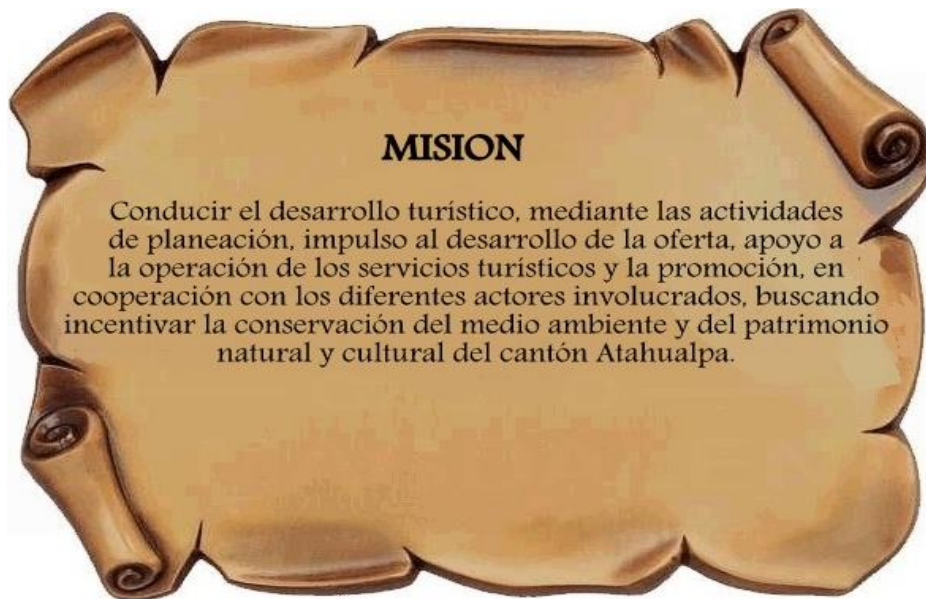 MISION
Conducir el desarrollo turístico, mediante las actividades
de planeación, impulso al desarrollo de la oferta, apoyo a
la operación de los servicios turísticos y la promoción, en
cooperación con los diferentes actores involucrados, buscando
incentivar la conservación del medio ambiente y del patrimonio
natural y cultural del cantón Atahualpa.